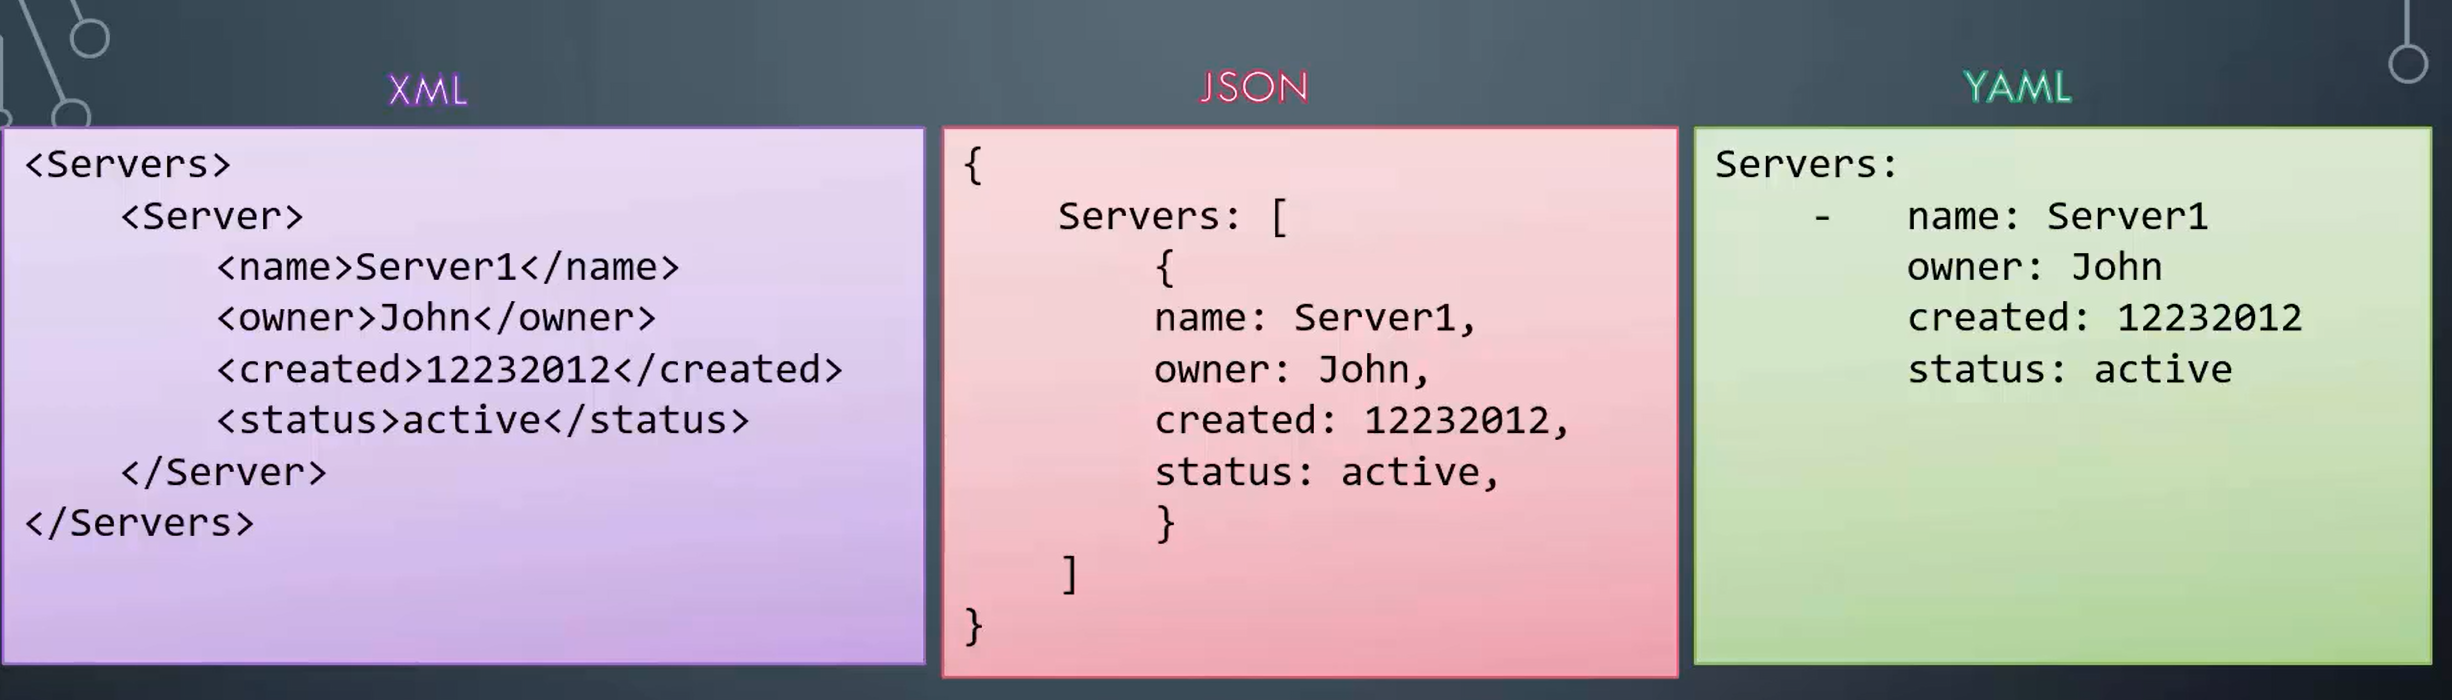 XML
<Servers>
<Server>
<name>Server1</name>
<owner>John</owner>
<created>12232012</created>
<status>active</status>
</Server>
</Servers>
JSON
{
Servers: [
{
name: Server1,
owner: John,
created: 12232012,
status: active,
}
]
}
YAML
Servers:
- name: Server1
owner: John
created: 12232012
status: active